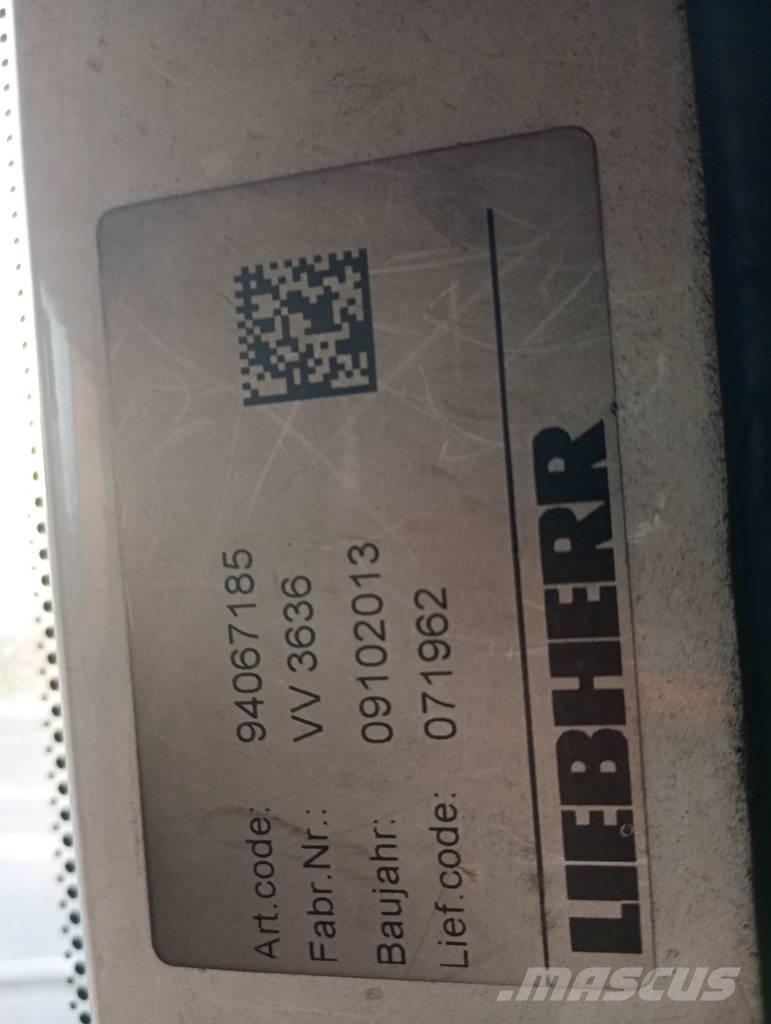 Art.code: 94067185
Fabr.Nr.: VV 3636
Baujahr: 09102013
Lief.code: 071962
LIEBHERR
MASCUS